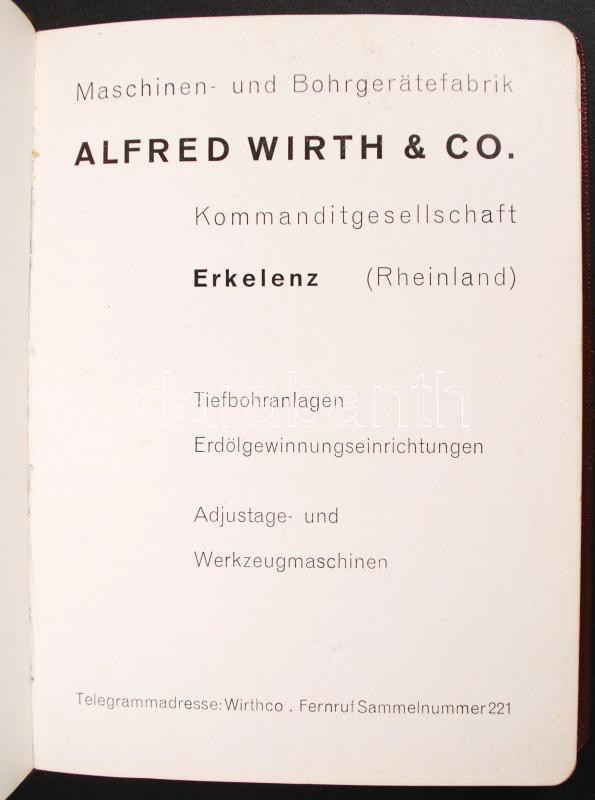 Maschinen- und Bohrgerätefabrik
ALFRED WIRTH & CO.
Kommanditgesellschaft
Erkelenz (Rheinland)
darabanth
Tiefbohranlagen
Erdölgewinnungseinrichtungen
Adjustage- und
Werkzeugmaschinen
Telegrammadresse: Wirthco . Fernruf Sammelnummer 221